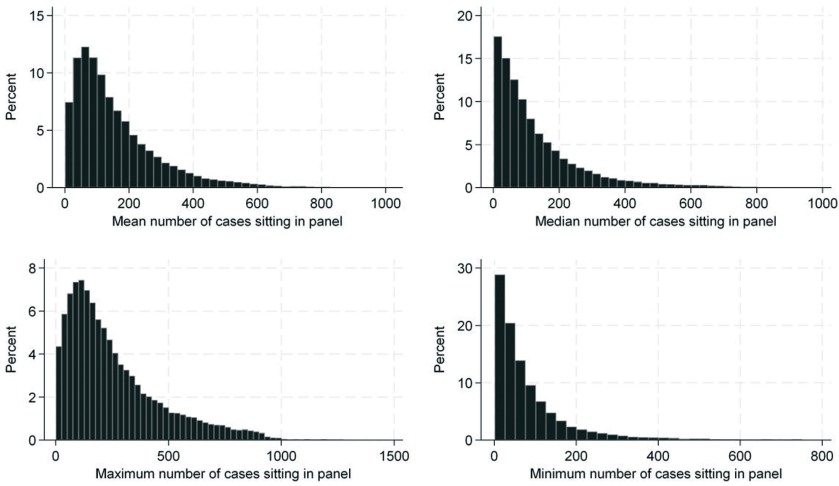 15
10
5
0
Percent
0 200 400 600 800 1000
Mean number of cases sitting in panel
20
15
10
5
0
Percent
0 200 400 600 800 1000
Median number of cases sitting in panel
8
6
4
2
0
Percent
0 500 1000 1500
Maximum number of cases sitting in panel
30
20
10
0
Percent
0 200 400 600 800
Minimum number of cases sitting in panel